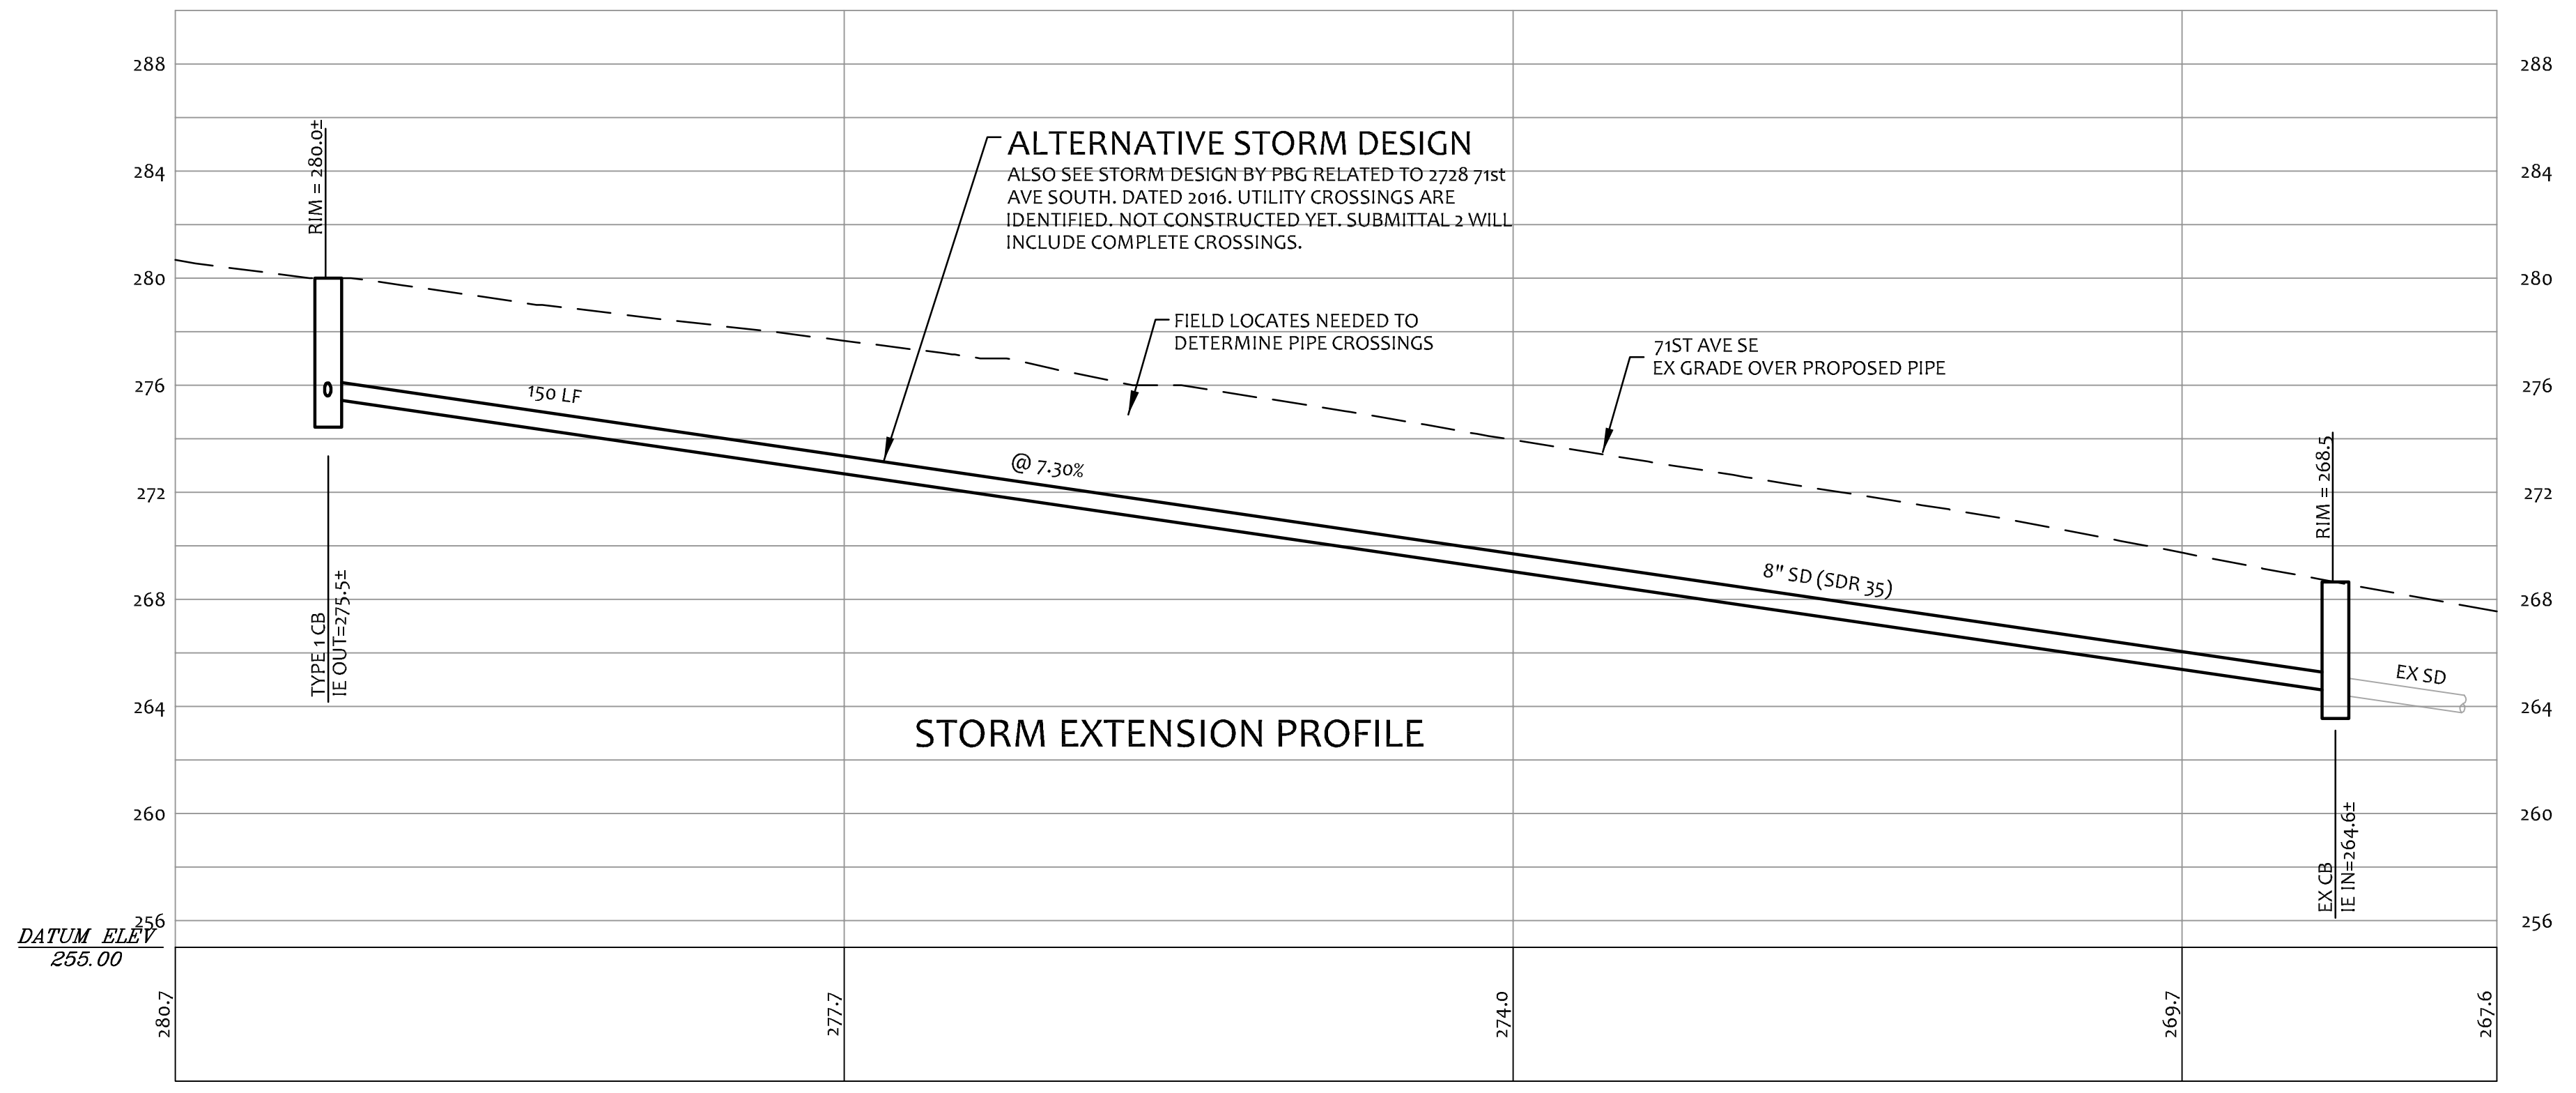 288
288
RIM = 280.0±
ALTERNATIVE STORM DESIGN
ALSO SEE STORM DESIGN BY PBG RELATED TO 2728 71st
AVE SOUTH. DATED 2016. UTILITY CROSSINGS ARE
IDENTIFIED. NOT CONSTRUCTED YET. SUBMITTAL 2 WILL
INCLUDE COMPLETE CROSSINGS.
284
284
280
280
FIELD LOCATES NEEDED TO
DETERMINE PIPE CROSSINGS
71ST AVE SE
EX GRADE OVER PROPOSED PIPE
276
276
150 LF
@ 7.30%
RIM = 268.5
272
272
8" SD (SDR 35)
268
268
TYPE 1 CB
IE OUT=275.5±
EX SD
264
264
STORM EXTENSION PROFILE
260
260
EX CB
IE IN=264.6±
256
256
DATUM ELEV
255.00
280.7
277.7
274.0
269.7
267.6